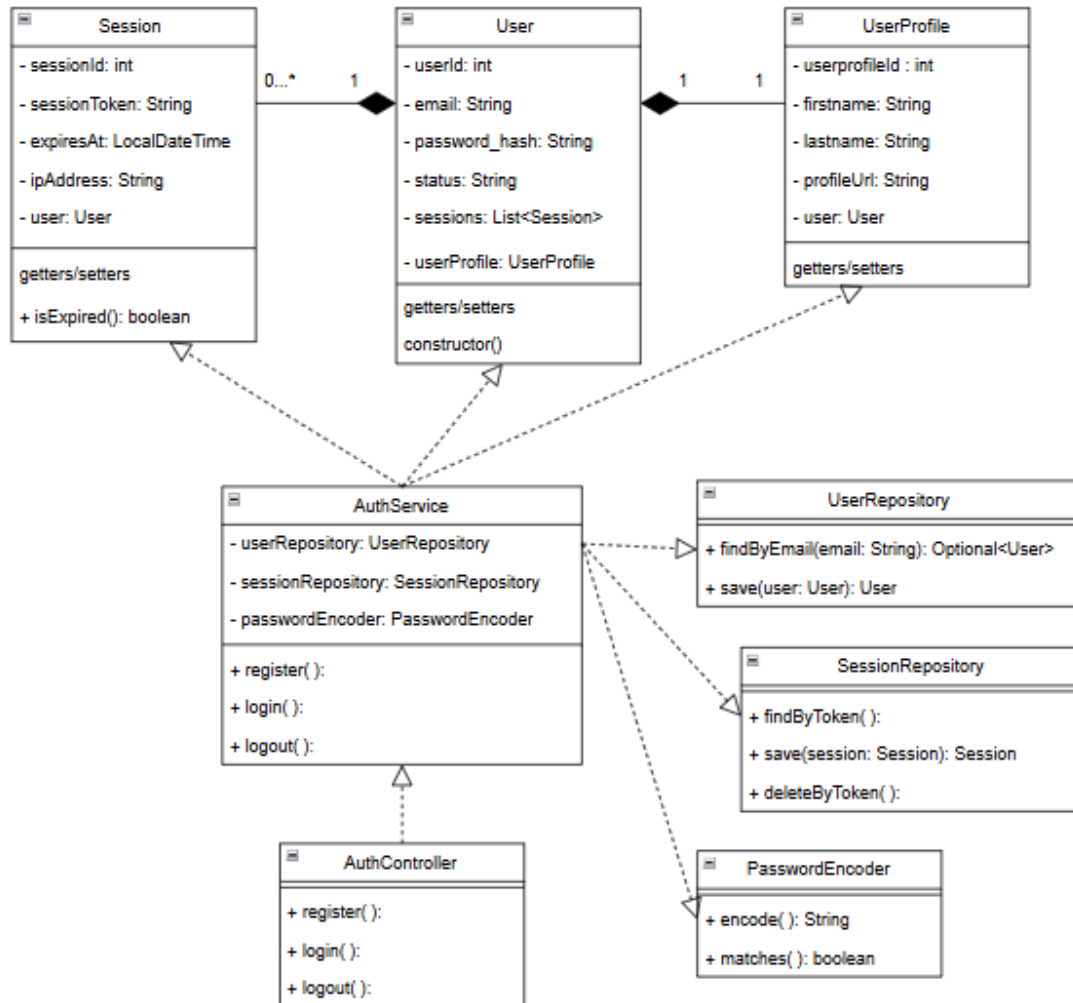 Session
- sessionId: int
- sessionToken: String
- expiresAt: LocalDateTime
- ipAddress: String
- user: User
getters/setters
+ isExpired(): boolean
0...*
1
User
- userId: int
- email: String
- password_hash: String
- status: String
- sessions: List<Session>
- userProfile: UserProfile
getters/setters
constructor()
1
1
UserProfile
- userprofileId : int
- firstname: String
- lastname: String
- profileUrl: String
- user: User
getters/setters
AuthService
- userRepository: UserRepository
- sessionRepository: SessionRepository
- passwordEncoder: PasswordEncoder
+ register( ):
+ login( ):
+ logout( ):
UserRepository
+ findByEmail(email: String): Optional<User>
+ save(user: User): User
SessionRepository
+ findByToken( ):
+ save(session: Session): Session
+ deleteByToken( ):
AuthController
+ register( ):
+ login( ):
+ logout( ):
PasswordEncoder
+ encode( ): String
+ matches( ): boolean